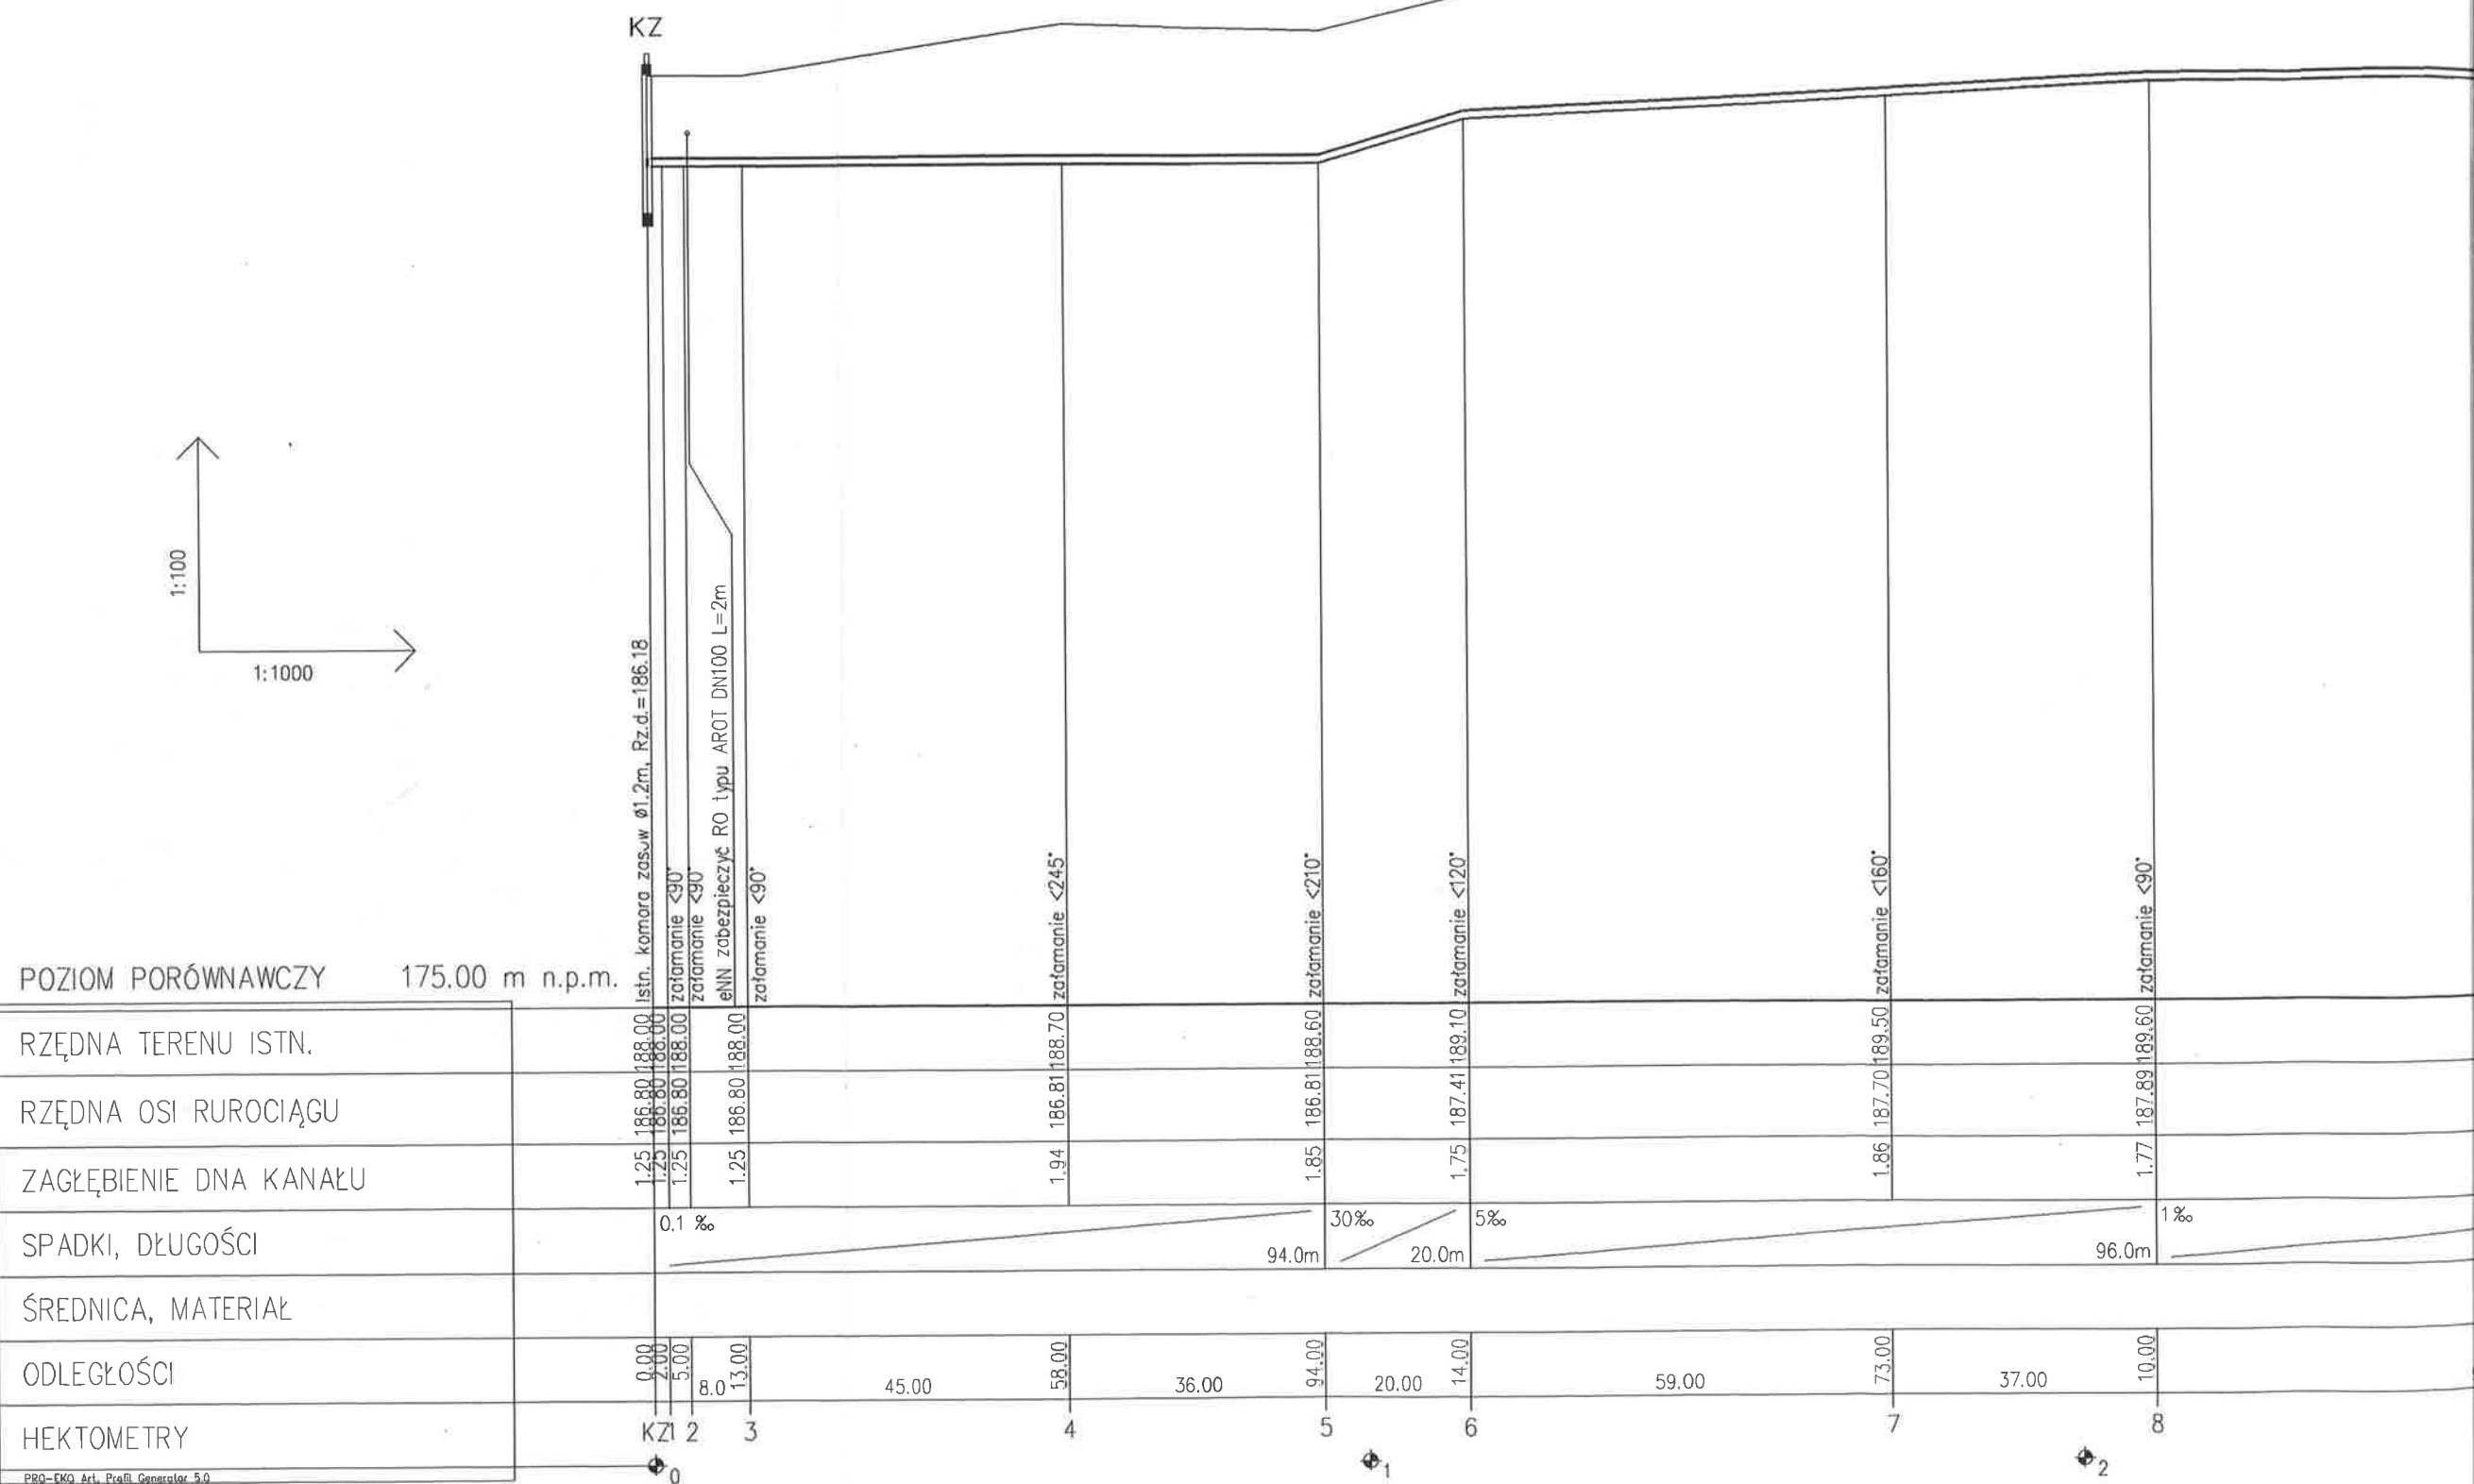 KZ
1:100
1:1000
Istn. komora zasuw ø1.2m, Rz.d.=186.18
załamanie <90°
załamanie <90°
eNN zabezpieczyć RO typu AROT DN100 L=2m
załamanie <90°
załamanie <245°
załamanie <210°
załamanie <120°
załamanie <160°
załamanie <90°
POZIOM PORÓWNAWCZY 175.00 m n.p.m.
RZĘDNA TERENU ISTN. 188.00 188.00 188.00 188.00 188.70 188.60 189.10 189.50 189.60
RZĘDNA OSI RUROCIĄGU 186.80 186.80 186.80 186.80 186.81 186.81 187.41 187.70 187.89
ZAGŁĘBIENIE DNA KANAŁU 1.25 1.25 1.25 1.25 1.94 1.85 1.75 1.86 1.77
SPADKI, DŁUGOŚCI 0.1 ‰ 94.0m 30‰ 20.0m 5‰ 96.0m 1‰
ŚREDNICA, MATERIAŁ
ODLEGŁOŚCI 0.00 2.00 5.00 8.0 13.00 45.00 58.00 36.00 94.00 20.00 14.00 59.00 73.00 37.00 10.00
HEKTOMETRY KZ 1 2 3 4 5 6 7 8
0 1 2
PRO-EKO Art. Profil Generator 5.0